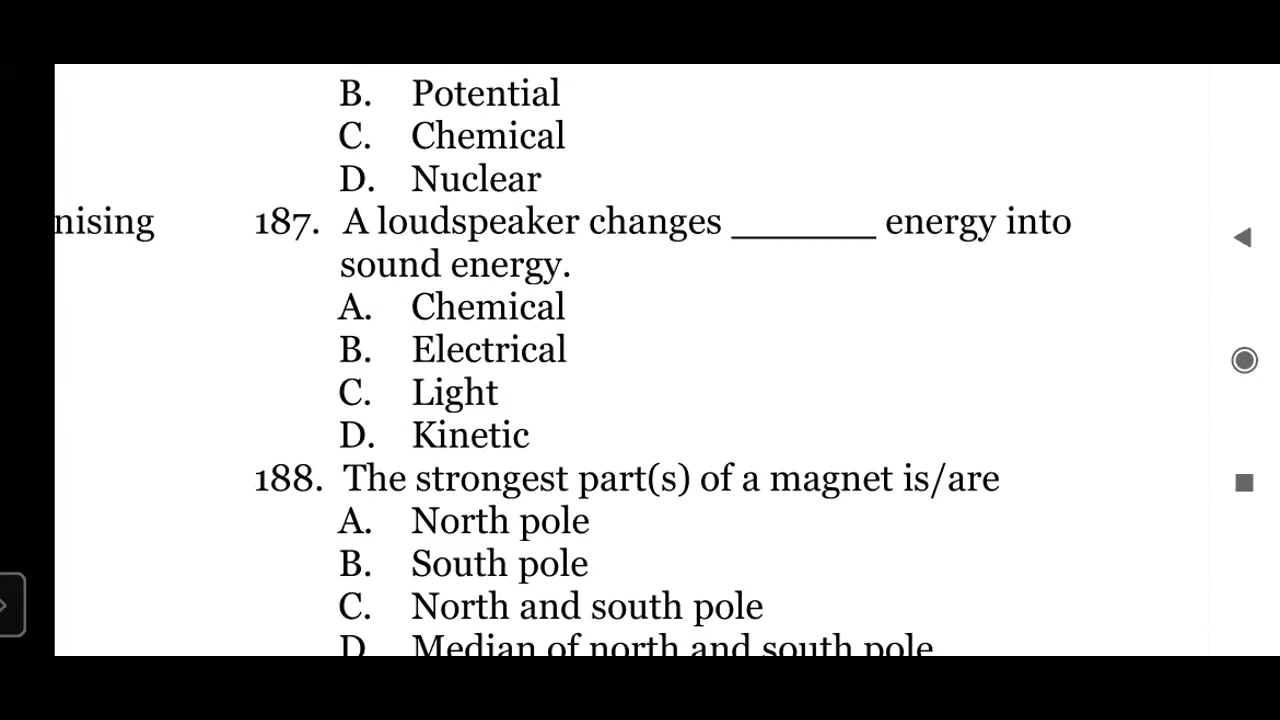 B. Potential
C. Chemical
D. Nuclear
nising
187. A loudspeaker changes ______ energy into
sound energy.
A. Chemical
B. Electrical
C. Light
D. Kinetic
188. The strongest part(s) of a magnet is/are
A. North pole
B. South pole
C. North and south pole
D Median of north and south pole